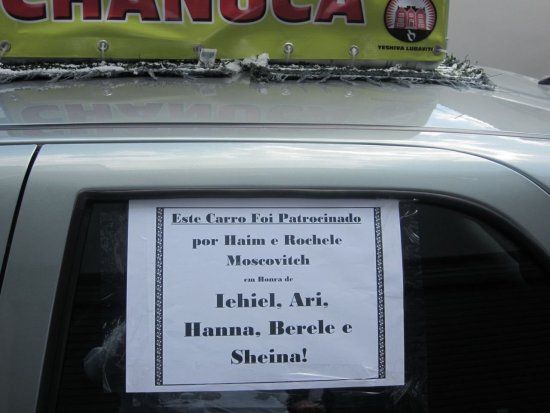 CHANUCA
YESHIVA LUBAVITCH
Este Carro Foi Patrocinado
por Haim e Rochele
Moscovitch
em Honra de
Iehiel, Ari,
Hanna, Berele e
Sheina!